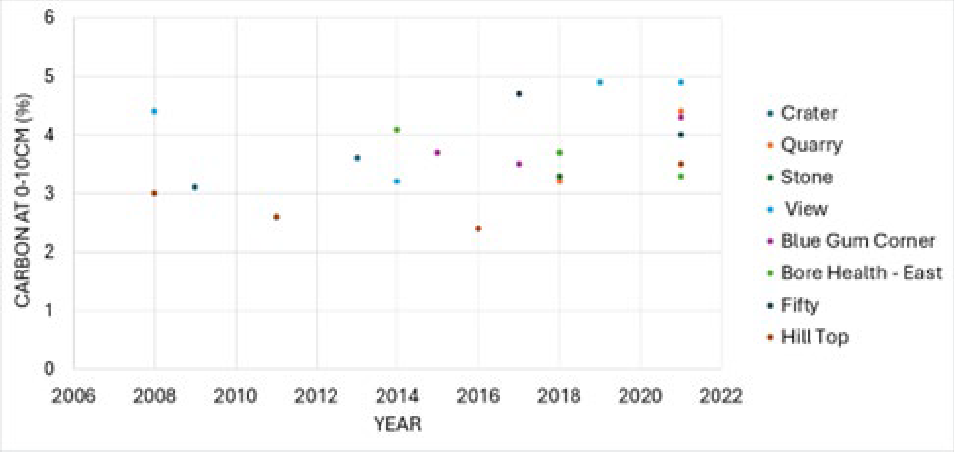 CARBON AT 0-10CM (%)
6
5
4
3
2
1
0
2006 2008 2010 2012 2014 2016 2018 2020 2022
YEAR
Crater
Quarry
Stone
View
Blue Gum Corner
Bore Health - East
Fifty
Hill Top